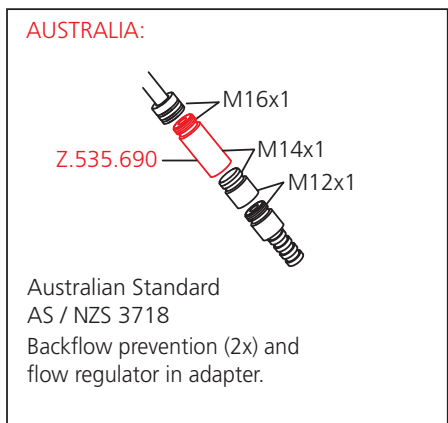 AUSTRALIA:
M16x1
Z.535.690
M14x1
M12x1
Australian Standard
AS / NZS 3718
Backflow prevention (2x) and
flow regulator in adapter.